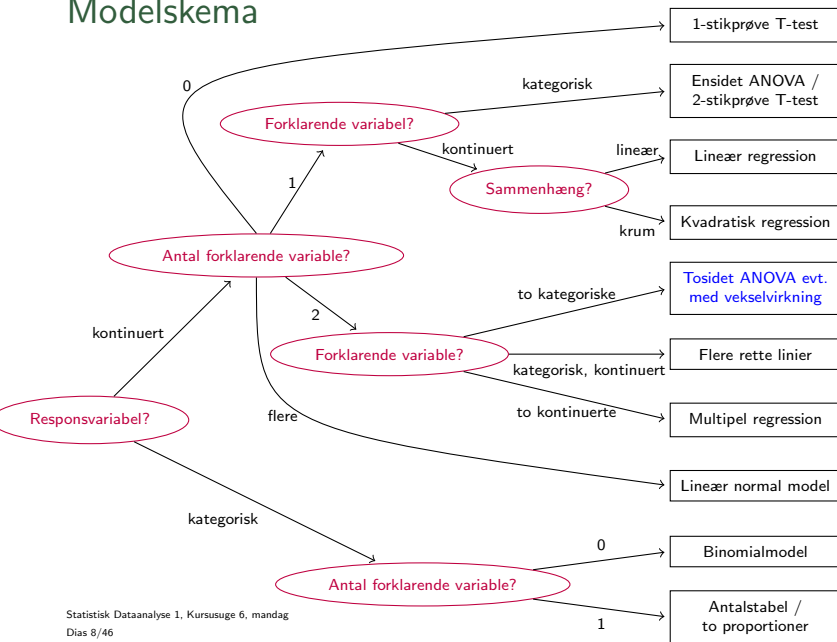 Modelskema
0
1-stikprøve T-test
kategorisk
Ensidet ANOVA /
2-stikprøve T-test
Forklarende variabel?
kontinuert
lineær
Lineær regression
1
Sammenhæng?
krum
Kvadratisk regression
Antal forklarende variable?
to kategoriske
Tosidet ANOVA evt.
med vekselvirkning
2
kontinuert
Forklarende variable?
Flere rette linier
kategorisk, kontinuert
Responsvariabel?
flere
to kontinuerte
Multipel regression
Lineær normal model
kategorisk
0
Binomialmodel
Antal forklarende variable?
1
Antalstabel /
to proportioner
Statistisk Dataanalyse 1, Kursusuge 6, mandag
Dias 8/46